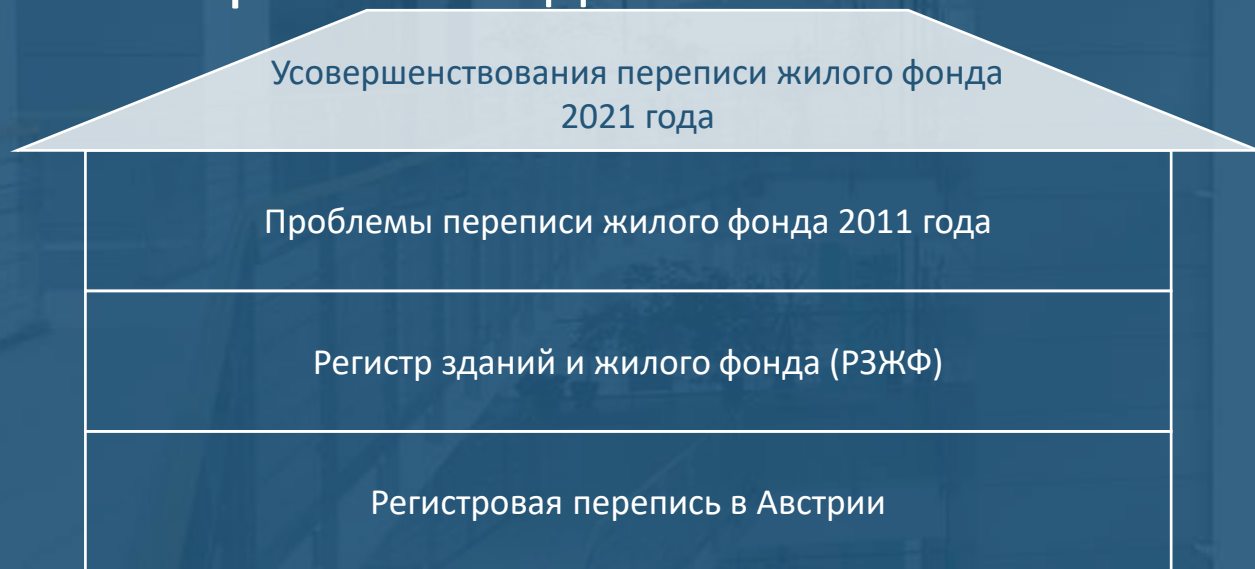 Усовершенствования переписи жилого фонда
2021 года
Проблемы переписи жилого фонда 2011 года
Регистр зданий и жилого фонда (РЗЖФ)
Регистровая перепись в Австрии